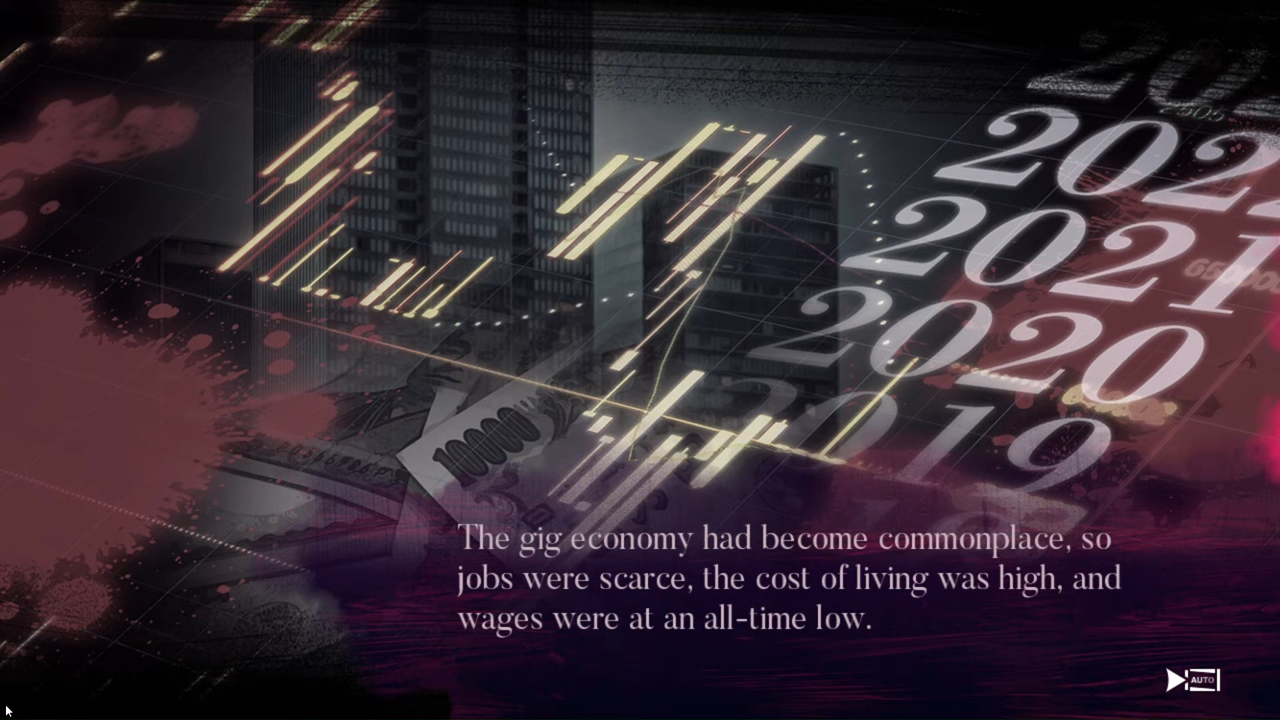 2022
2021
2020
2019
10000
The gig economy had become commonplace, so
jobs were scarce, the cost of living was high, and
wages were at an all-time low.
AUTO